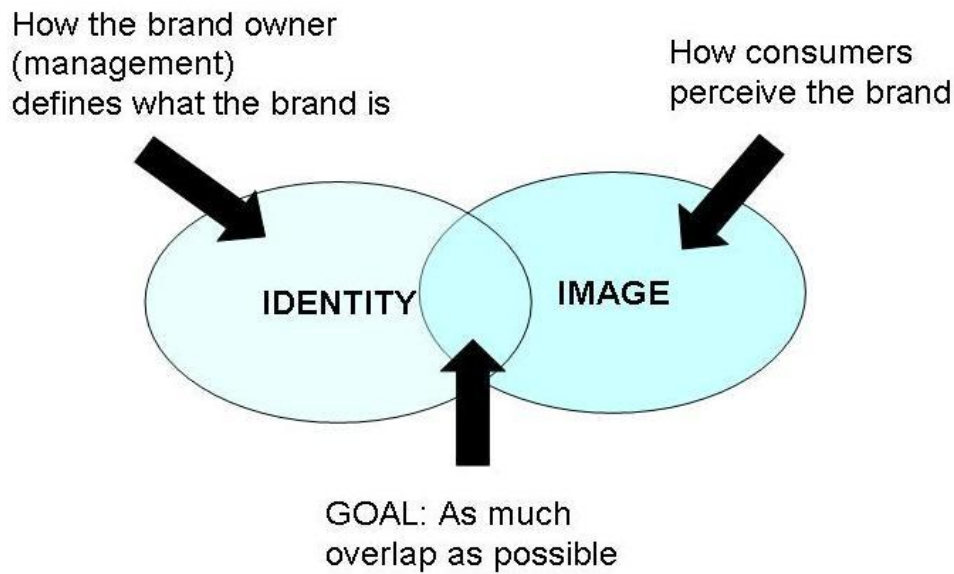 How the brand owner
(management)
defines what the brand is
How consumers
perceive the brand
IDENTITY
IMAGE
GOAL: As much
overlap as possible